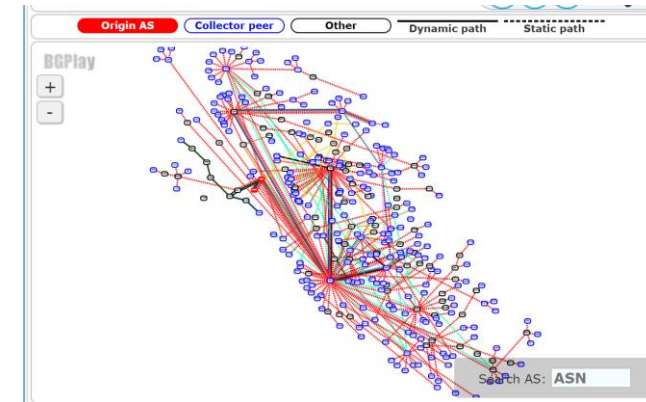 Origin AS Collector peer Other Dynamic path Static path
BGPlay
+
-
Search AS: ASN